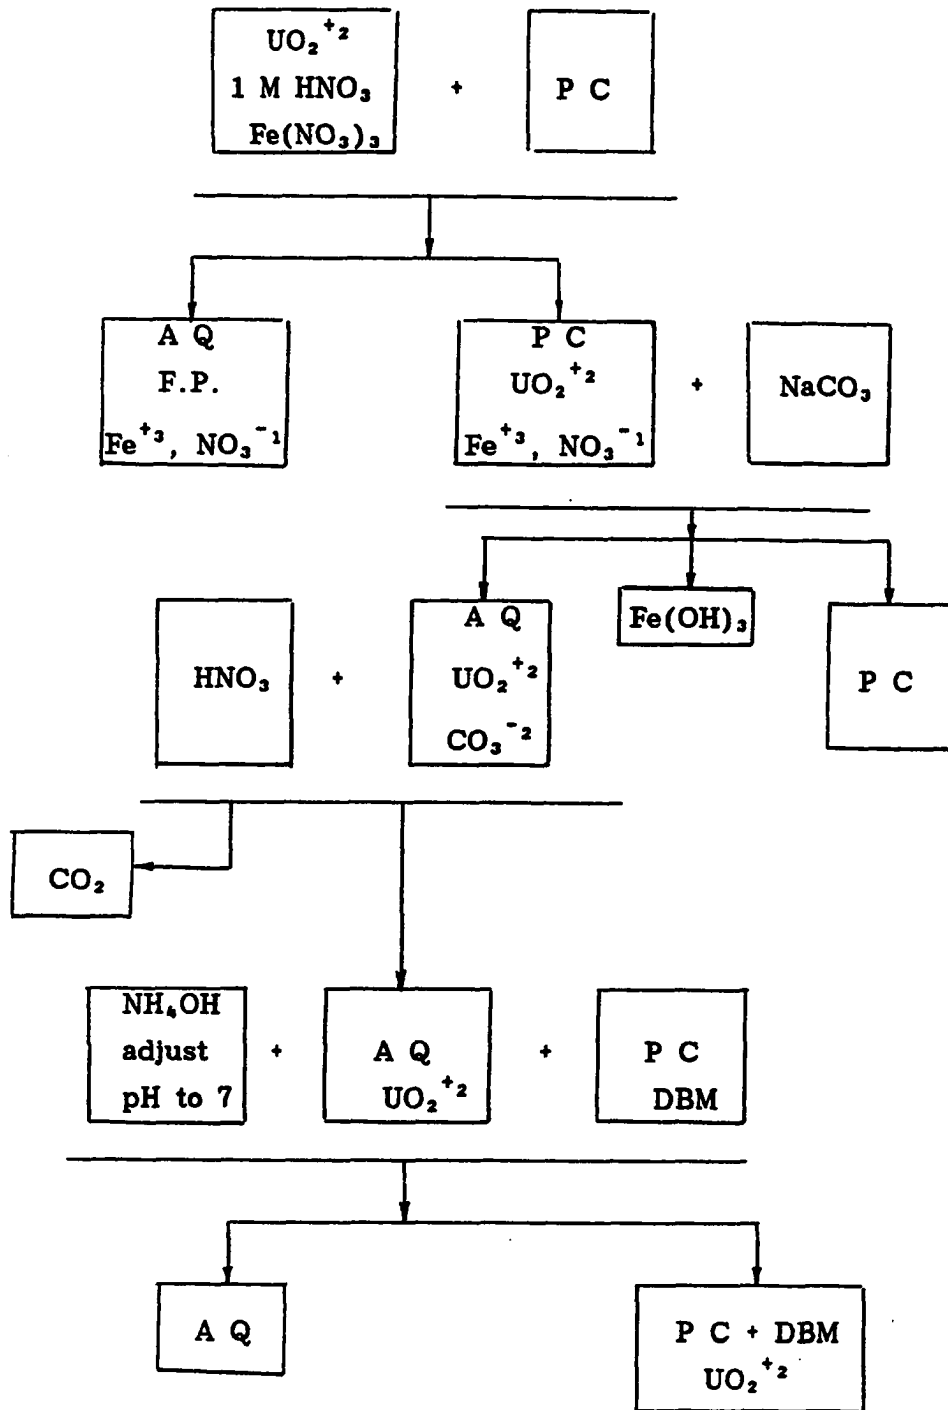 UO₂⁺²
1 M HNO₃
Fe(NO₃)₃
+
P C
A Q
F.P.
Fe⁺³, NO₃⁻¹
P C
UO₂⁺²
Fe⁺³, NO₃⁻¹
+
NaCO₃
HNO₃
+
A Q
UO₂⁺²
CO₃⁻²
Fe(OH)₃
P C
CO₂
NH₄OH
adjust
pH to 7
+
A Q
UO₂⁺²
+
P C
DBM
A Q
P C + DBM
UO₂⁺²